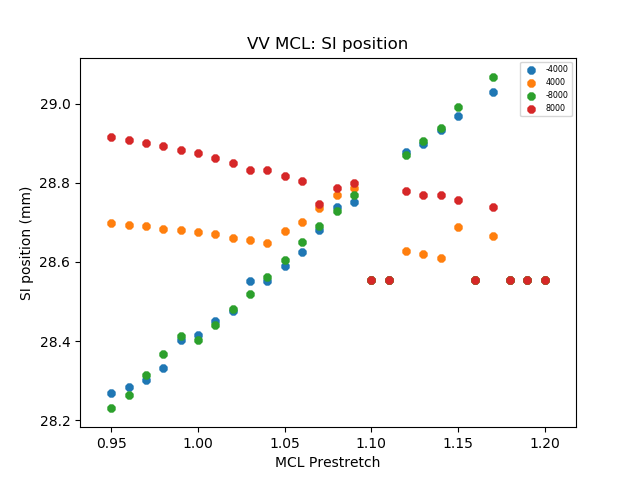 VV MCL: SI position
-4000
4000
-8000
8000
SI position (mm)
29.0
28.8
28.6
28.4
28.2
0.95 1.00 1.05 1.10 1.15 1.20
MCL Prestretch